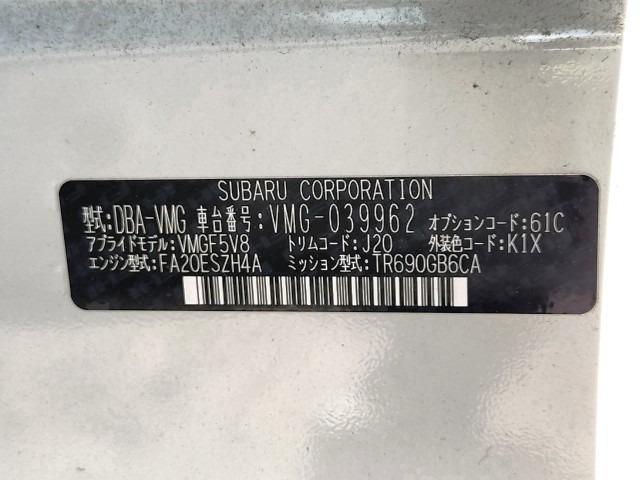 SUBARU CORPORATION
型式:DBA-VMG 車台番号:VMG-039962 オプションコード:61C
アプライドモデル:VMGF5V8 トリムコード:J20 外装色コード:K1X
エンジン型式:FA20ESZH4A ミッション型式:TR690GB6CA